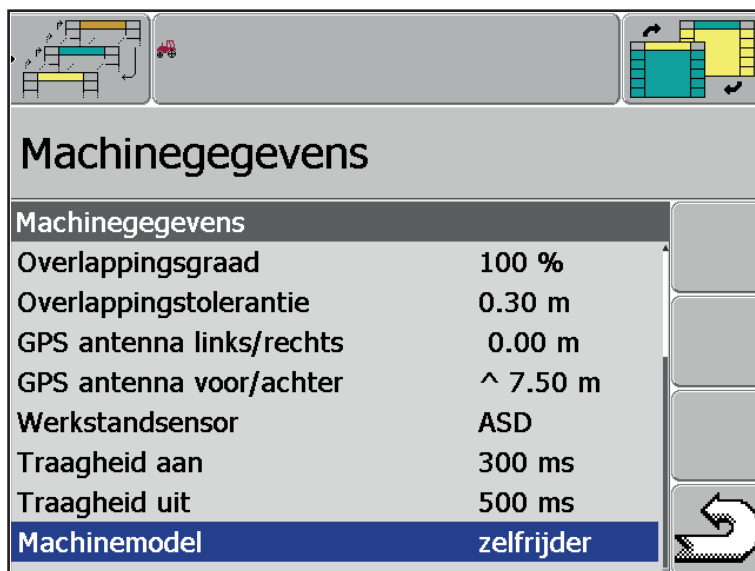 Machinegegevens
Machinegegevens
Overlappingsgraad 100 %
Overlappingstolerantie 0.30 m
GPS antenna links/rechts 0.00 m
GPS antenna voor/achter ^ 7.50 m
Werkstandsensor ASD
Traagheid aan 300 ms
Traagheid uit 500 ms
Machinemodel zelfrijder